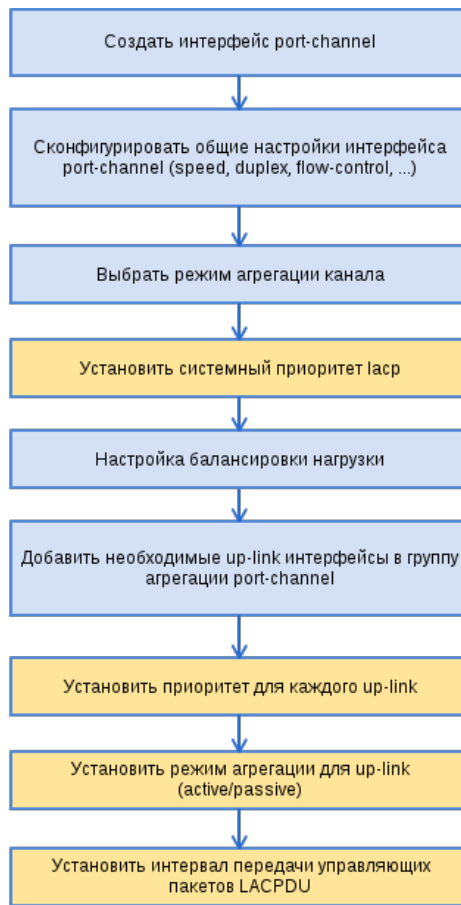 Создать интерфейс port-channel
Сконфигурировать общие настройки интерфейса
port-channel (speed, duplex, flow-control, ...)
Выбрать режим агрегации канала
Установить системный приоритет lacp
Настройка балансировки нагрузки
Добавить необходимые up-link интерфейсы в группу
агрегации port-channel
Установить приоритет для каждого up-link
Установить режим агрегации для up-link
(active/passive)
Установить интервал передачи управляющих
пакетов LACPDU